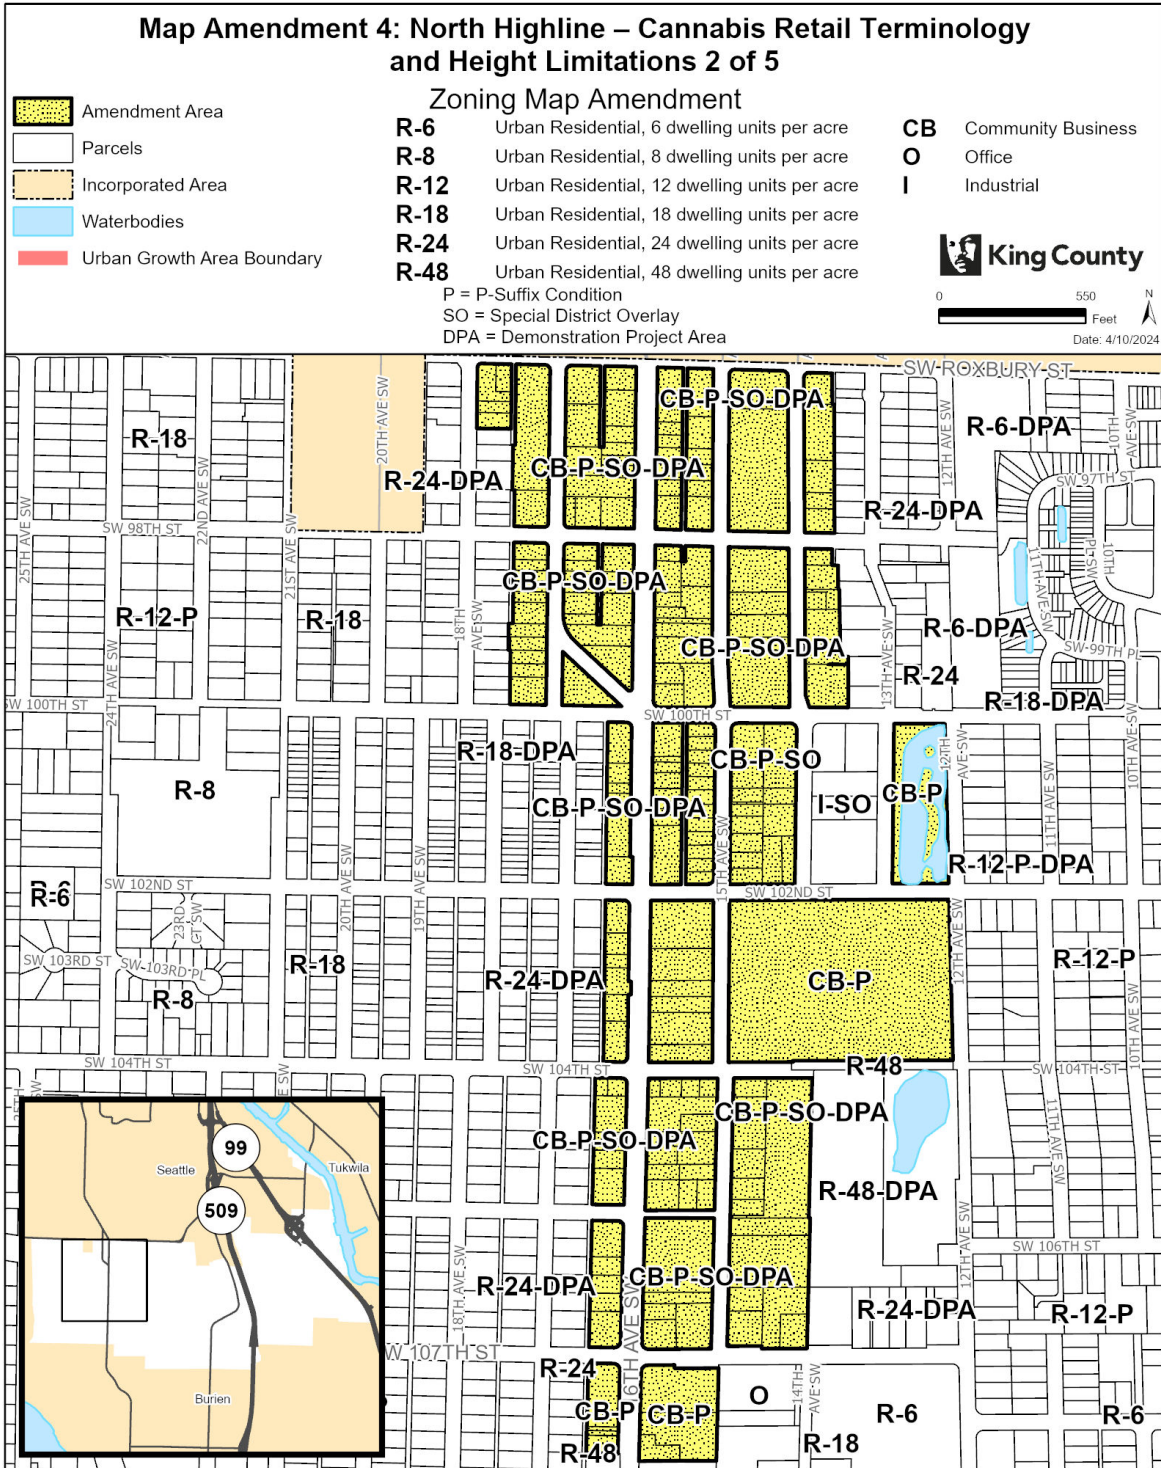 Map Amendment 4: North Highline – Cannabis Retail Terminology
and Height Limitations 2 of 5
Zoning Map Amendment
Amendment Area
Parcels
Incorporated Area
Waterbodies
Urban Growth Area Boundary
R-6 Urban Residential, 6 dwelling units per acre
R-8 Urban Residential, 8 dwelling units per acre
R-12 Urban Residential, 12 dwelling units per acre
R-18 Urban Residential, 18 dwelling units per acre
R-24 Urban Residential, 24 dwelling units per acre
R-48 Urban Residential, 48 dwelling units per acre
P = P-Suffix Condition
SO = Special District Overlay
DPA = Demonstration Project Area
CB Community Business
O Office
I Industrial
King County
0 550
Feet
N
Date: 4/10/2024
SW ROXBURY ST
CB-P-SO-DPA
R-6-DPA
R-18
10TH
AVE SW
12TH AVE SW
20TH AVE SW
CB-P-SO-DPA
R-24-DPA
SW 97TH ST
22ND AVE SW
R-24-DPA
25TH AVE SW
SW 98TH ST
21ST AVE SW
CB-P-SO-DPA
11TH AVE SW
10TH
PL SW
R-12-P
R-18
18TH
AVE SW
R-6-DPA
CB-P-SO-DPA
SW 99TH PL
13TH AVE SW
R-24
24TH AVE SW
R-18-DPA
SW 100TH ST
SW 100TH ST
12TH
AVE SW
10TH AVE SW
R-18-DPA
CB-P-SO
R-8
CB-P
CB-P-SO-DPA
I-SO
11TH AVE SW
15TH AVE SW
R-12-P-DPA
20TH AVE SW
19TH AVE SW
SW 102ND ST
R-6
SW 102ND ST
23RD
CT SW
12TH AVE SW
SW 103RD ST
SW 103RD PL
R-18
R-12-P
R-24-DPA
CB-P
R-8
10TH AVE SW
SW 104TH ST
SW 104TH ST
R-48
SW 104TH ST
CB-P-SO-DPA
CB-P-SO-DPA
11TH AVE SW
R-48-DPA
12TH AVE SW
SW 106TH ST
R-24-DPA
CB-P-SO-DPA
18TH AVE SW
R-24-DPA
R-12-P
16TH AVE SW
W 107TH ST
R-24
CB-P
CB-P
O
14TH
AVE SW
R-6
R-6
R-48
R-18
99
Seattle
Tukwila
509
Burien